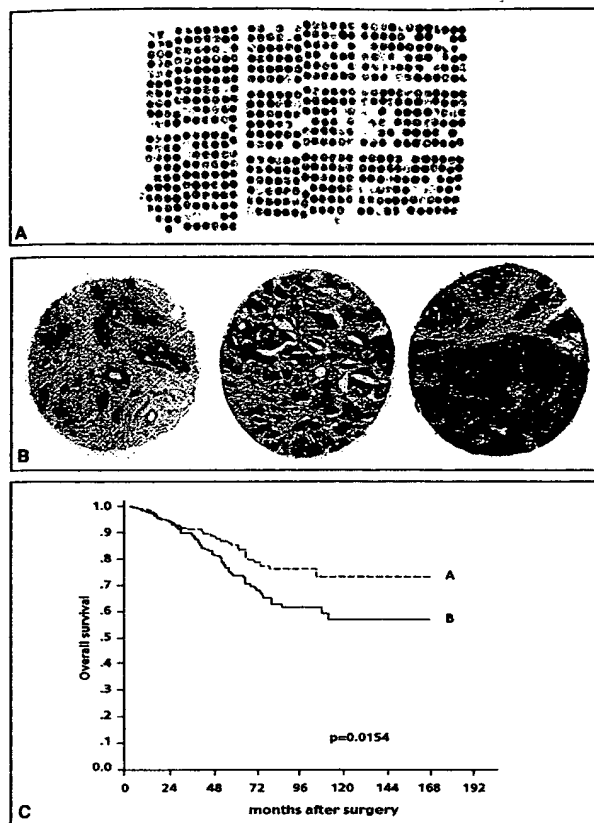 A
B
1.0
.9
.8
.7
.6
.5
.4
.3
.2
.1
0.0
Overall survival
A
B
p=0.0154
0 24 48 72 96 120 144 168 192
months after surgery
C